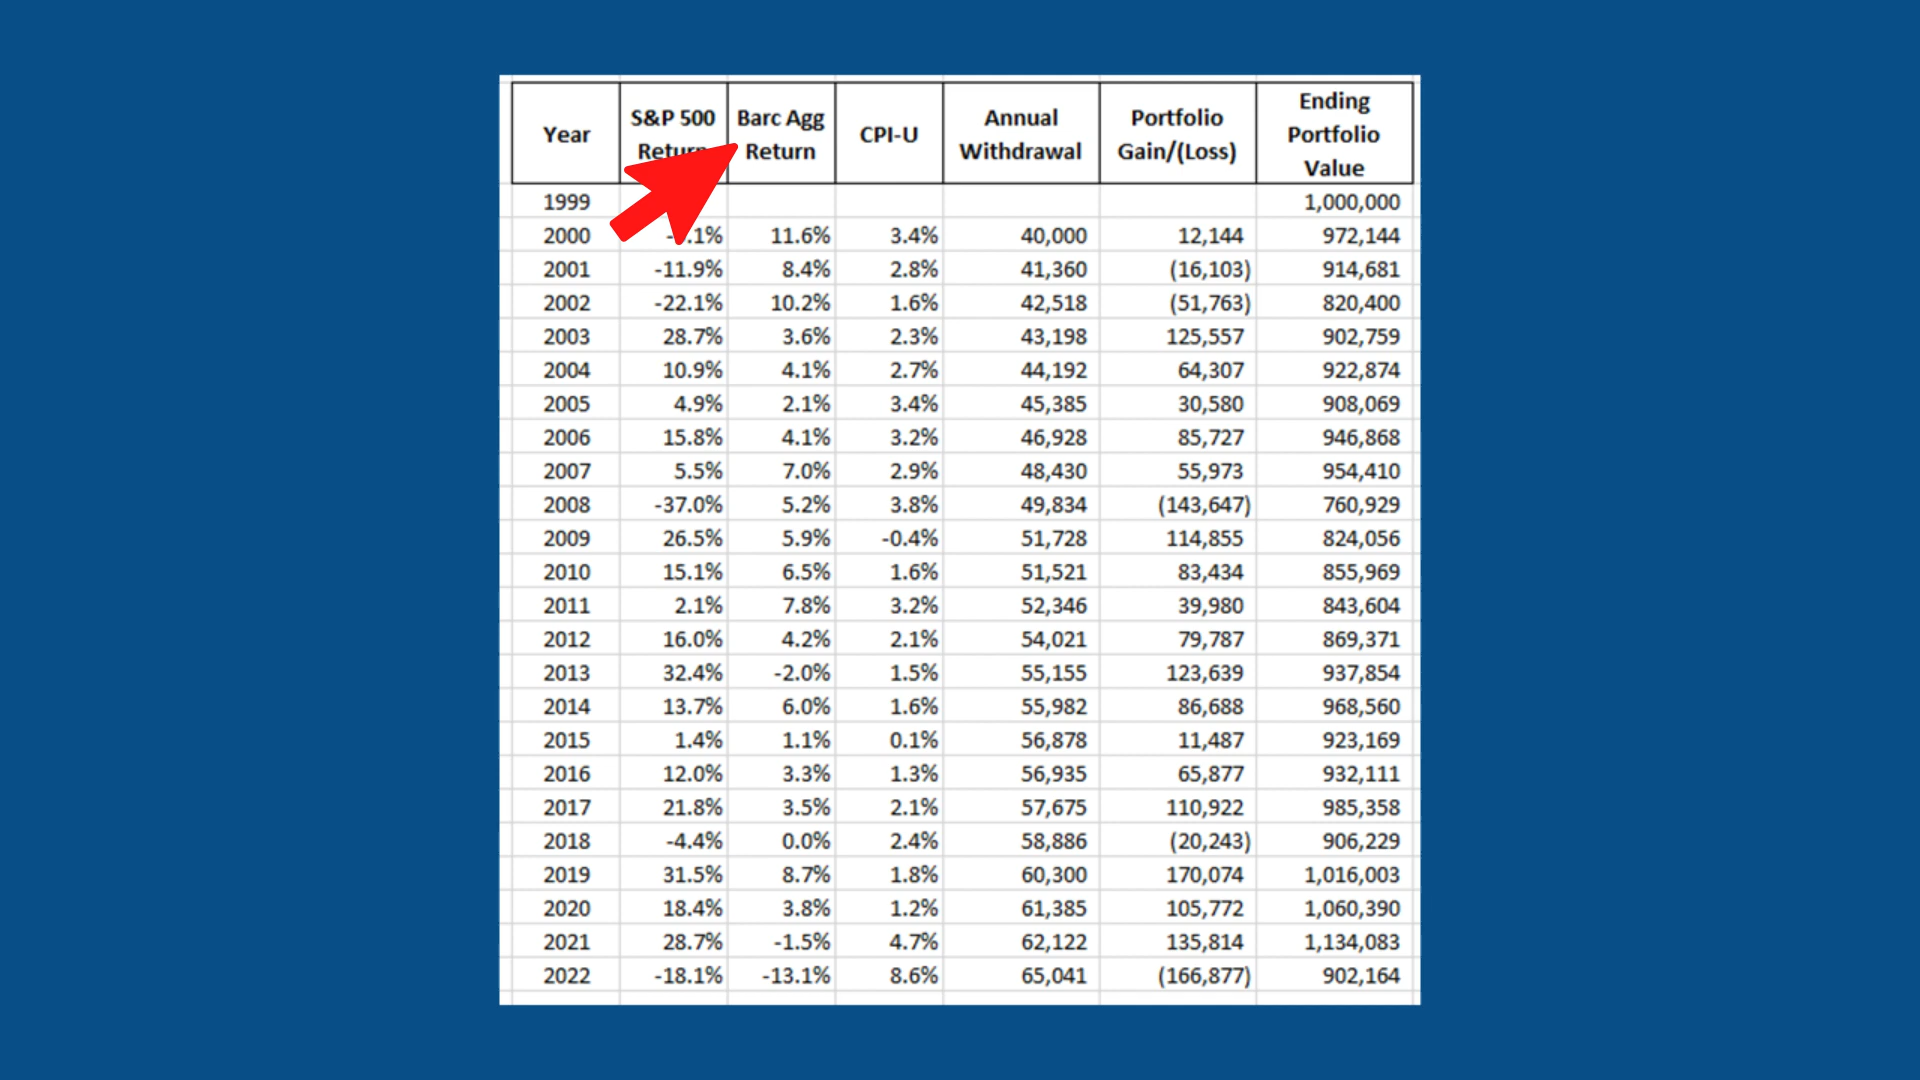 Year S&P 500 Return Barc Agg Return CPI-U Annual Withdrawal Portfolio Gain/(Loss) Ending Portfolio Value
1999 1,000,000
2000 11.6% 3.4% 40,000 12,144 972,144
2001 -11.9% 8.4% 2.8% 41,360 (16,103) 914,681
2002 -22.1% 10.2% 1.6% 42,518 (51,763) 820,400
2003 28.7% 3.6% 2.3% 43,198 125,557 902,759
2004 10.9% 4.1% 2.7% 44,192 64,307 922,874
2005 4.9% 2.1% 3.4% 45,385 30,580 908,069
2006 15.8% 4.1% 3.2% 46,928 85,727 946,868
2007 5.5% 7.0% 2.9% 48,430 55,973 954,410
2008 -37.0% 5.2% 3.8% 49,834 (143,647) 760,929
2009 26.5% 5.9% -0.4% 51,728 114,855 824,056
2010 15.1% 6.5% 1.6% 51,521 83,434 855,969
2011 2.1% 7.8% 3.2% 52,346 39,980 843,604
2012 16.0% 4.2% 2.1% 54,021 79,787 869,371
2013 32.4% -2.0% 1.5% 55,155 123,639 937,854
2014 13.7% 6.0% 1.6% 55,982 86,688 968,560
2015 1.4% 1.1% 0.1% 56,878 11,487 923,169
2016 12.0% 3.3% 1.3% 56,935 65,877 932,111
2017 21.8% 3.5% 2.1% 57,675 110,922 985,358
2018 -4.4% 0.0% 2.4% 58,886 (20,243) 906,229
2019 31.5% 8.7% 1.8% 60,300 170,074 1,016,003
2020 18.4% 3.8% 1.2% 61,385 105,772 1,060,390
2021 28.7% -1.5% 4.7% 62,122 135,814 1,134,083
2022 -18.1% -13.1% 8.6% 65,041 (166,877) 902,164